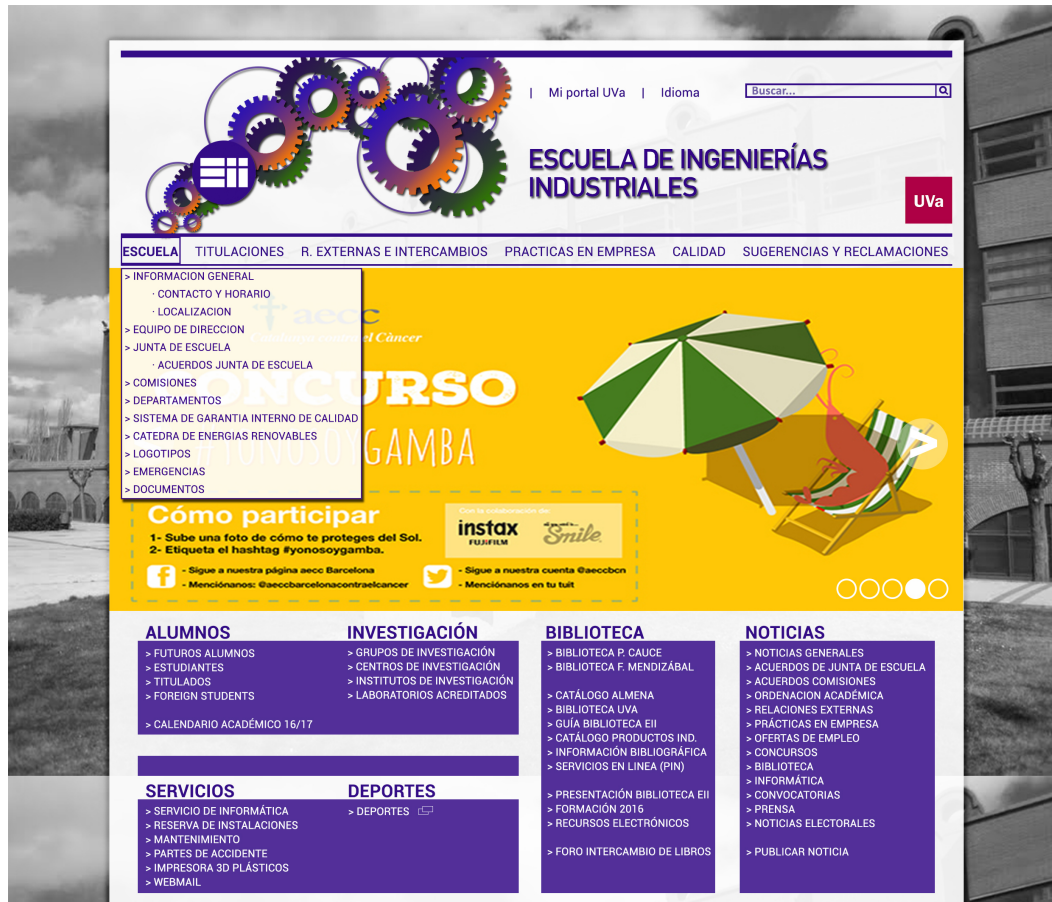 | Mi portal UVa | Idioma
Buscar...
ESCUELA DE INGENIERÍAS
INDUSTRIALES
UVa
ESCUELA TITULACIONES R. EXTERNAS E INTERCAMBIOS PRACTICAS EN EMPRESA CALIDAD SUGERENCIAS Y RECLAMACIONES
> INFORMACION GENERAL
· CONTACTO Y HORARIO
· LOCALIZACION
> EQUIPO DE DIRECCION
> JUNTA DE ESCUELA
· ACUERDOS JUNTA DE ESCUELA
> COMISIONES
> DEPARTAMENTOS
> SISTEMA DE GARANTIA INTERNO DE CALIDAD
> CATEDRA DE ENERGIAS RENOVABLES
> LOGOTIPOS
> EMERGENCIAS
> DOCUMENTOS
aecc
el Càncer
CONCURSO
#YONOSOYGAMBA
>
Cómo participar
1- Sube una foto de cómo te proteges del Sol.
2- Etiqueta el hashtag #yonosoygamba.
Con la colaboración de:
instax
FUJIFILM
Smile
- Sigue a nuestra página aecc Barcelona
- Menciónanos: @aeccbarcelonacontraelcancer
- Sigue a nuestra cuenta @aeccbcn
- Menciónanos en tu tuit
ALUMNOS
> FUTUROS ALUMNOS
> ESTUDIANTES
> TITULADOS
> FOREIGN STUDENTS
> CALENDARIO ACADÉMICO 16/17
INVESTIGACIÓN
> GRUPOS DE INVESTIGACIÓN
> CENTROS DE INVESTIGACIÓN
> INSTITUTOS DE INVESTIGACIÓN
> LABORATORIOS ACREDITADOS
BIBLIOTECA
> BIBLIOTECA P. CAUCE
> BIBLIOTECA F. MENDIZÁBAL
> CATÁLOGO ALMENA
> BIBLIOTECA UVA
> GUÍA BIBLIOTECA EII
> CATÁLOGO PRODUCTOS IND.
> INFORMACIÓN BIBLIOGRÁFICA
> SERVICIOS EN LINEA (PIN)
> PRESENTACIÓN BIBLIOTECA EII
> FORMACIÓN 2016
> RECURSOS ELECTRÓNICOS
> FORO INTERCAMBIO DE LIBROS
NOTICIAS
> NOTICIAS GENERALES
> ACUERDOS DE JUNTA DE ESCUELA
> ACUERDOS COMISIONES
> ORDENACION ACADÉMICA
> RELACIONES EXTERNAS
> PRÁCTICAS EN EMPRESA
> OFERTAS DE EMPLEO
> CONCURSOS
> BIBLIOTECA
> INFORMÁTICA
> CONVOCATORIAS
> PRENSA
> NOTICIAS ELECTORALES
> PUBLICAR NOTICIA
SERVICIOS
> SERVICIO DE INFORMÁTICA
> RESERVA DE INSTALACIONES
> MANTENIMIENTO
> PARTES DE ACCIDENTE
> IMPRESORA 3D PLÁSTICOS
> WEBMAIL
DEPORTES
> DEPORTES